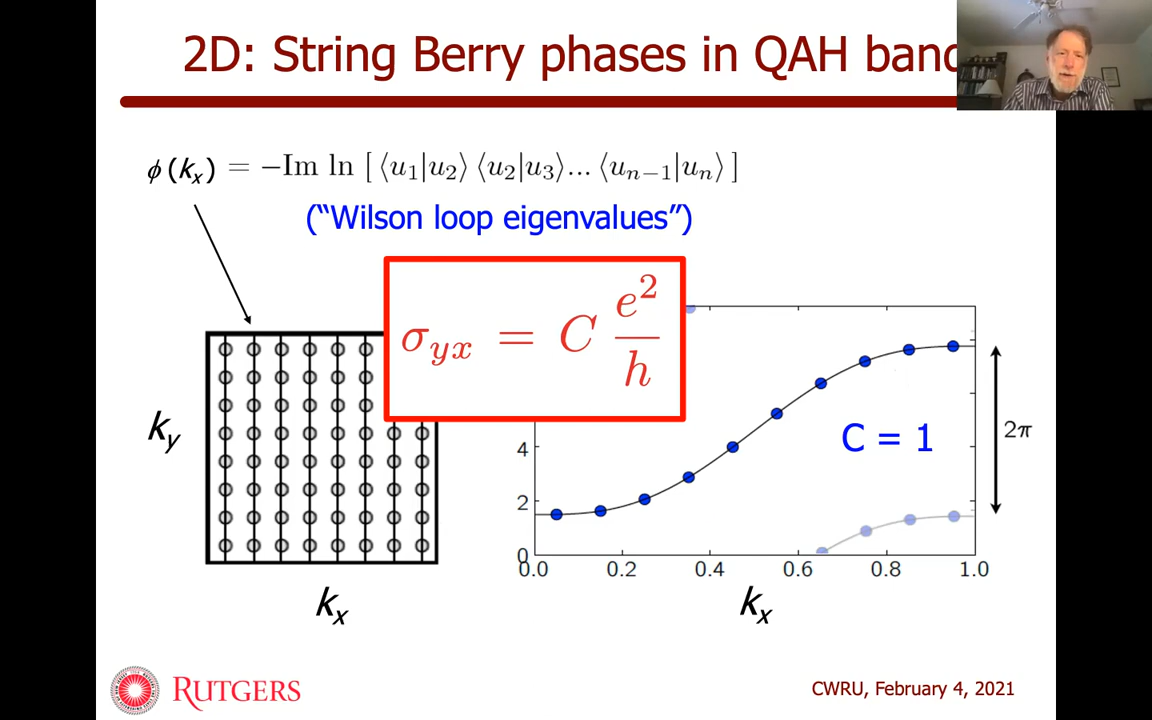 2D: String Berry phases in QAH band
ϕ(kₓ) = −Im ln [ ⟨u₁|u₂⟩ ⟨u₂|u₃⟩... ⟨uₙ₋₁|uₙ⟩ ]
("Wilson loop eigenvalues")
σ_yx = C e²/h
k_y
kₓ
4
2
0
C = 1
2π
0.0 0.2 0.4 0.6 0.8 1.0
kₓ
RUTGERS
CWRU, February 4, 2021